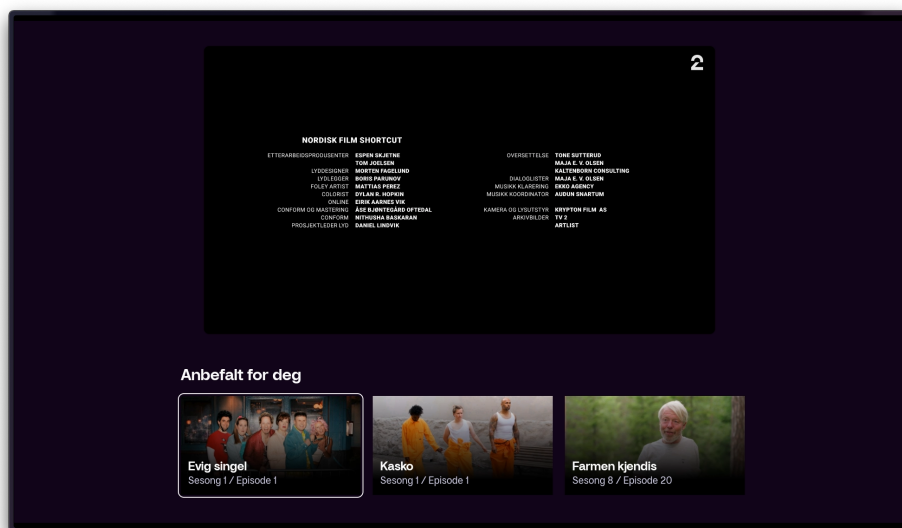 2
NORDISK FILM SHORTCUT
ETTERARBEIDSPRODUSENTER ESPEN SKJETNE
TOM JOELSEN
LYDDESIGNER MORTEN FAGELUND
LYDLEGGER BORIS PARUNOV
FOLEY ARTIST MATTIAS PEREZ
COLORIST DYLAN R. HOPKIN
ONLINE EIRIK AARNES VIK
CONFORM OG MASTERING ÅSE BJØNTEGÅRD OFTEDAL
CONFORM NITHUSHA BASKARAN
PROSJEKTLEDER LYD DANIEL LINDVIK
OVERSETTELSE TONE SUTTERUD
MAJA E. V. OLSEN
KALTENBORN CONSULTING
DIALOGLISTER MAJA E. V. OLSEN
MUSIKK KLARERING EKKO AGENCY
MUSIKK KOORDINATOR AUDUN SNARTUM
KAMERA OG LYSUTSTYR KRYPTON FILM AS
ARKIVBILDER TV 2
ARTLIST
Anbefalt for deg
Evig singel
Sesong 1 / Episode 1
Kasko
Sesong 1 / Episode 1
Farmen kjendis
Sesong 8 / Episode 20